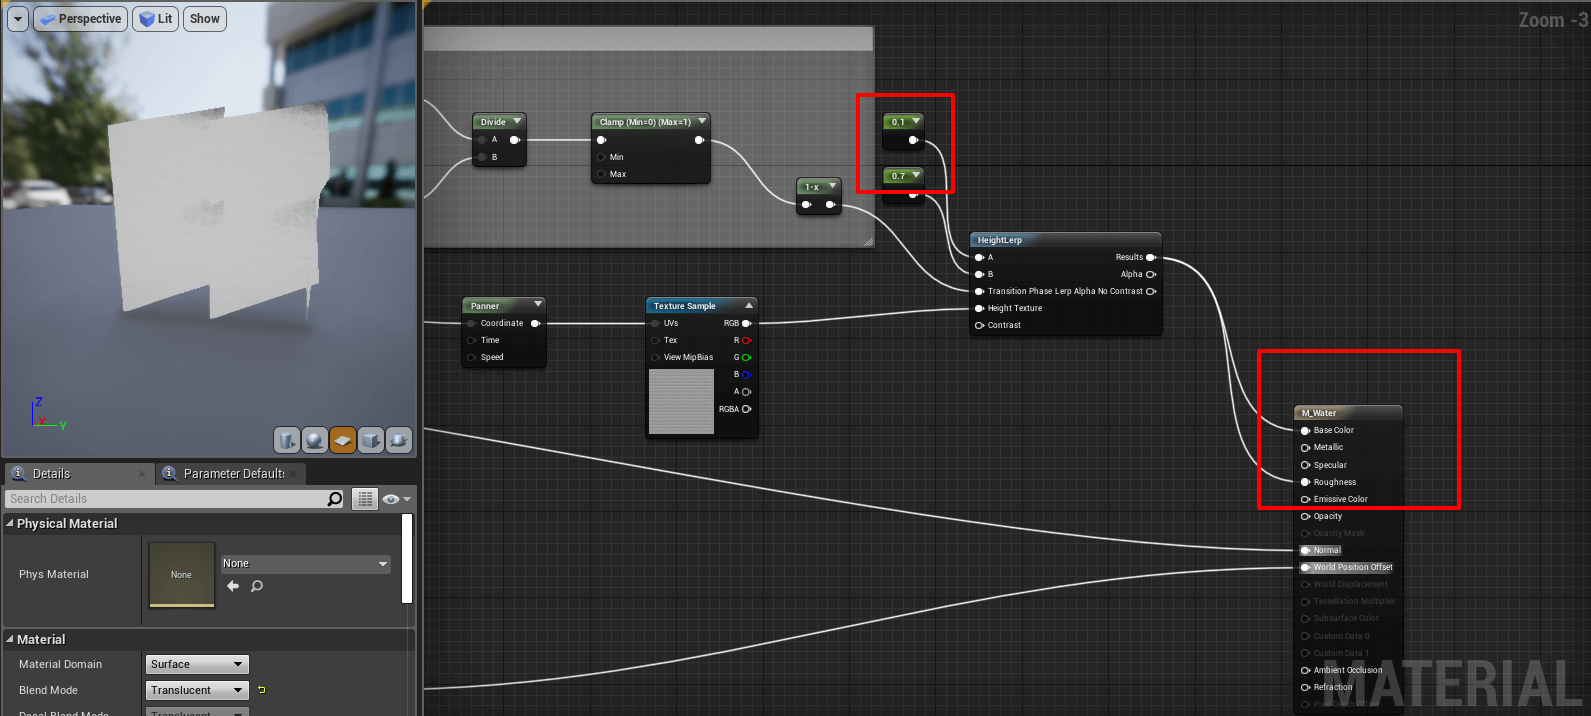 Perspective
Lit
Show
Zoom -3
Divide
A
B
Clamp (Min=0) (Max=1)
Min
Max
1-x
0.1
0.7
HeightLerp
A
Results
B
Alpha
Transition Phase Lerp Alpha No Contrast
Height Texture
Contrast
Panner
Coordinate
Time
Speed
Texture Sample
UVs
RGB
Tex
R
View MipBias
G
B
A
RGBA
M_Water
Base Color
Metallic
Specular
Roughness
Emissive Color
Opacity
Opacity Mask
Normal
World Position Offset
World Displacement
Tessellation Multiplier
Subsurface Color
Custom Data 0
Custom Data 1
Ambient Occlusion
Refraction
MATERIAL
Z
X
Y
Details
Parameter Defaults
Search Details
Physical Material
Phys Material
None
None
Material
Material Domain
Surface
Blend Mode
Translucent